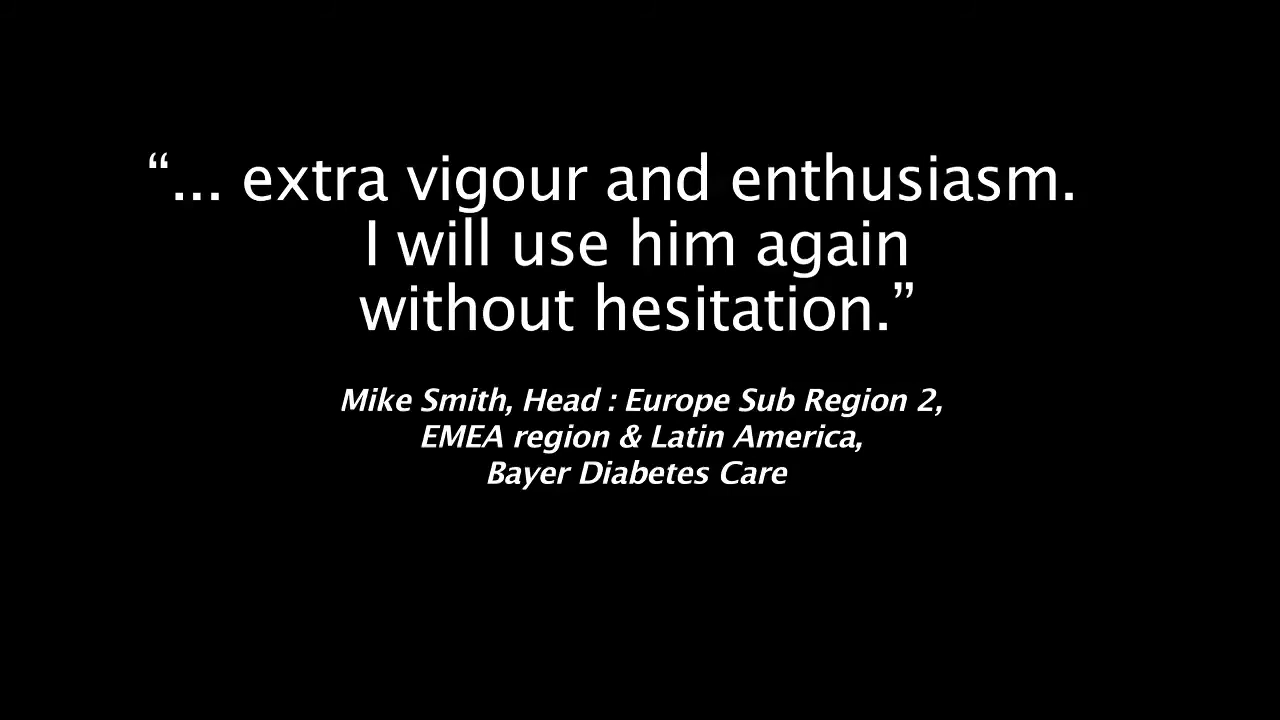 “... extra vigour and enthusiasm.
I will use him again
without hesitation.”
Mike Smith, Head : Europe Sub Region 2,
EMEA region & Latin America,
Bayer Diabetes Care